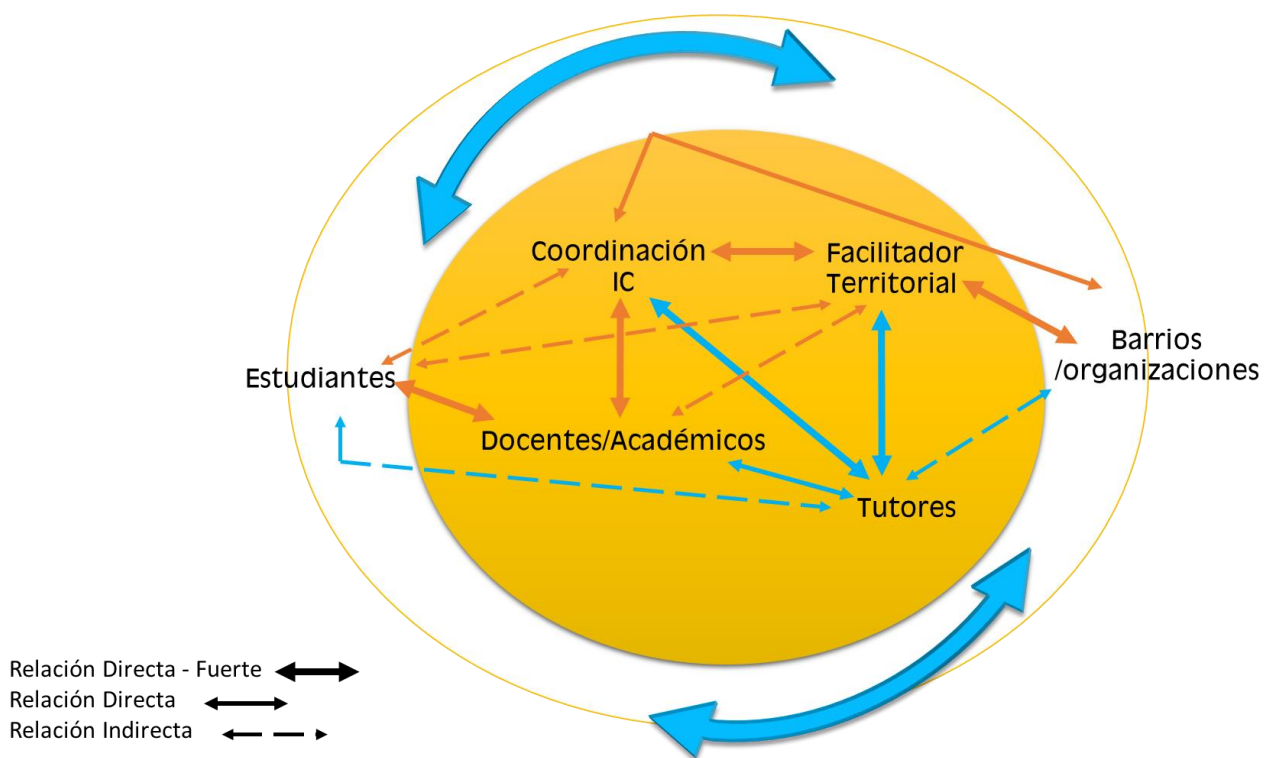 Coordinación
IC
Facilitador
Territorial
Barrios
/organizaciones
Estudiantes
Docentes/Académicos
Tutores
Relación Directa - Fuerte
Relación Directa
Relación Indirecta